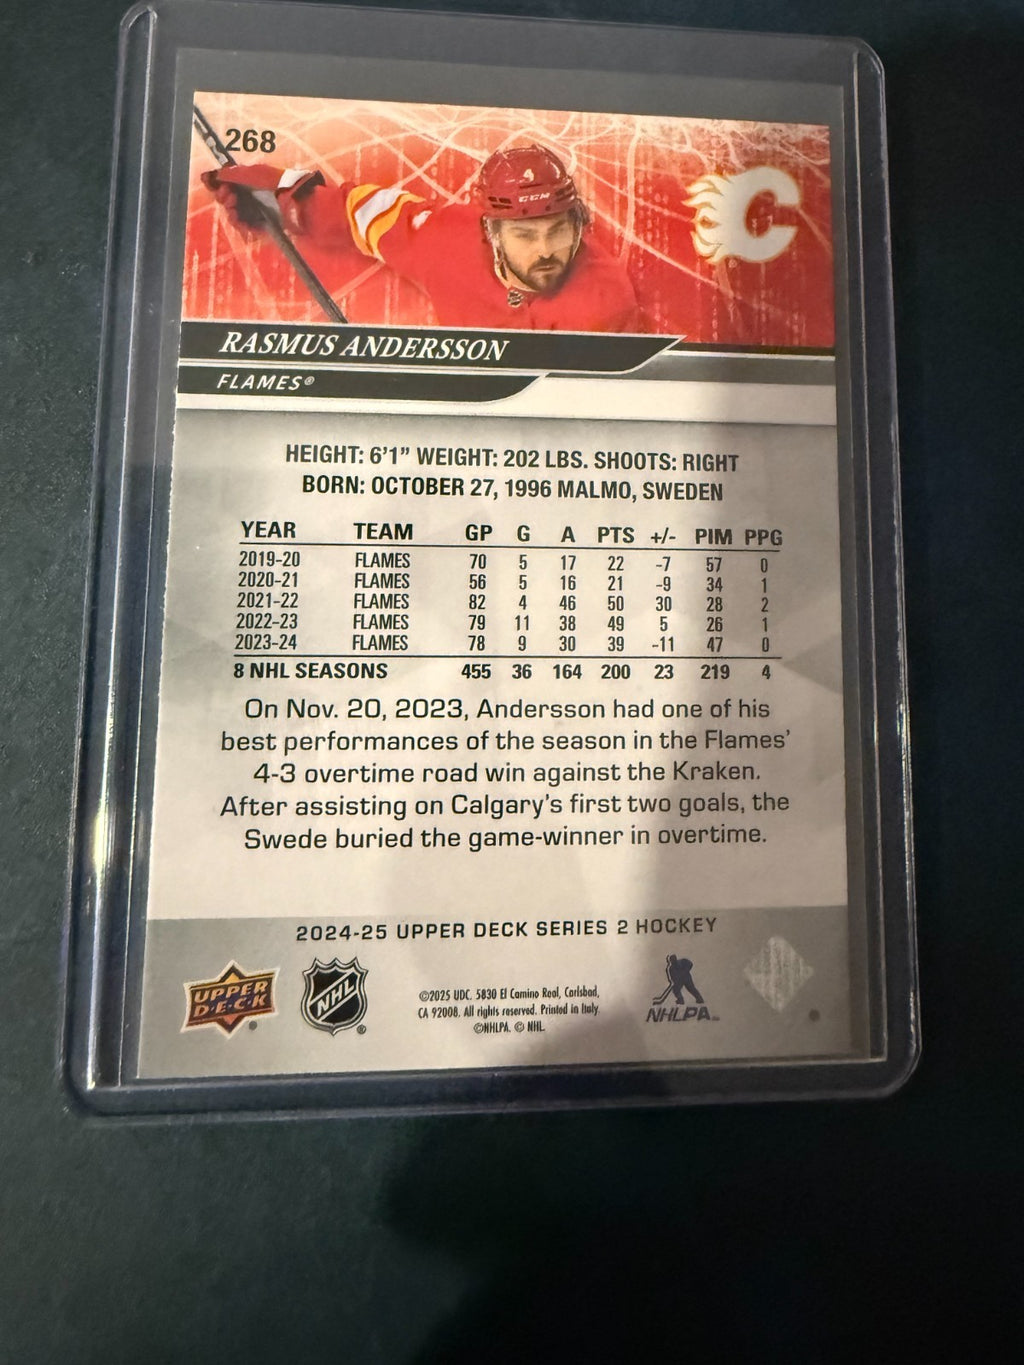 268
4
CCM
C
RASMUS ANDERSSON
FLAMES®
HEIGHT: 6'1" WEIGHT: 202 LBS. SHOOTS: RIGHT
BORN: OCTOBER 27, 1996 MALMO, SWEDEN
YEAR TEAM GP G A PTS +/- PIM PPG
2019-20 FLAMES 70 5 17 22 -7 57 0
2020-21 FLAMES 56 5 16 21 -9 34 1
2021-22 FLAMES 82 4 46 50 30 28 2
2022-23 FLAMES 79 11 38 49 5 26 1
2023-24 FLAMES 78 9 30 39 -11 47 0
8 NHL SEASONS 455 36 164 200 23 219 4
On Nov. 20, 2023, Andersson had one of his
best performances of the season in the Flames'
4-3 overtime road win against the Kraken.
After assisting on Calgary's first two goals, the
Swede buried the game-winner in overtime.
2024-25 UPPER DECK SERIES 2 HOCKEY
UPPER
D•E•C•K
®
NHL
®
©2025 UDC. 5830 El Camino Real, Carlsbad,
CA 92008. All rights reserved. Printed in Italy.
©NHLPA. © NHL.
NHLPA™